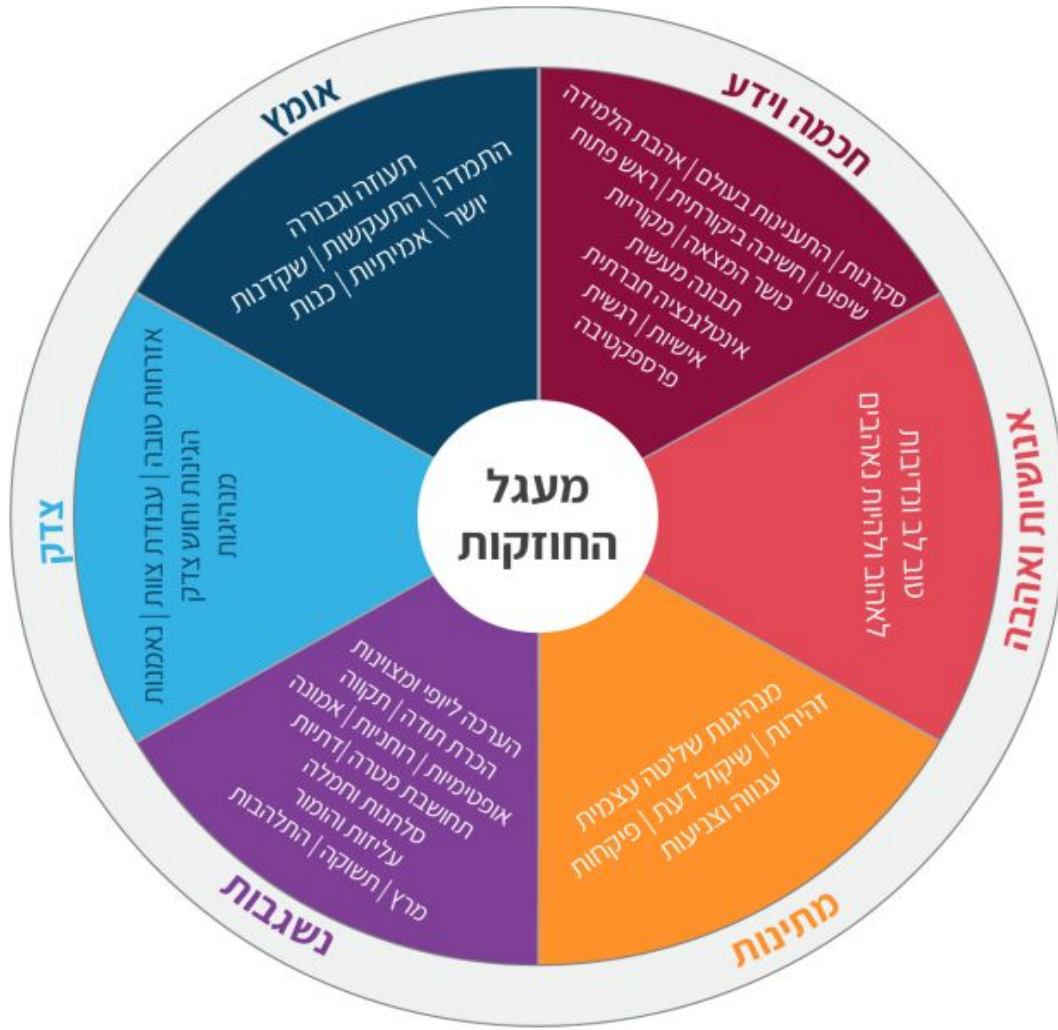 מעגל
החוזקות
חכמה וידע
סקרנות | התעניינות בעולם | אהבת הלמידה
שיפוט | חשיבה ביקורתית | ראש פתוח
כושר המצאה | מקוריות
תבונה מעשית
אינטלגנציה חברתית
אישיות | רגשית
פרספקטיבה
אנושיות ואהבה
טוב לב ונדיבות
לאהוב ולהיות נאהבים
מתינות
מנהיגות שליטה עצמית
זהירות | שיקול דעת | פיקחות
ענווה וצניעות
נשגבות
הערכה ליופי ומצוינות
הכרת תודה | תקווה
אופטימיות | רוחניות | אמונה
תחושבת מטרה |דתיות
סלחנות וחמלה
עליזות והומור
מרץ | תשוקה | התלהבות
צדק
אזרחות טובה | עבודת צוות | נאמנות
הגינות וחוש צדק
מנהיגות
אומץ
תעוזה וגבורה
התמדה | התעקשות | שקדנות
יושר \ אמיתיות | כנות